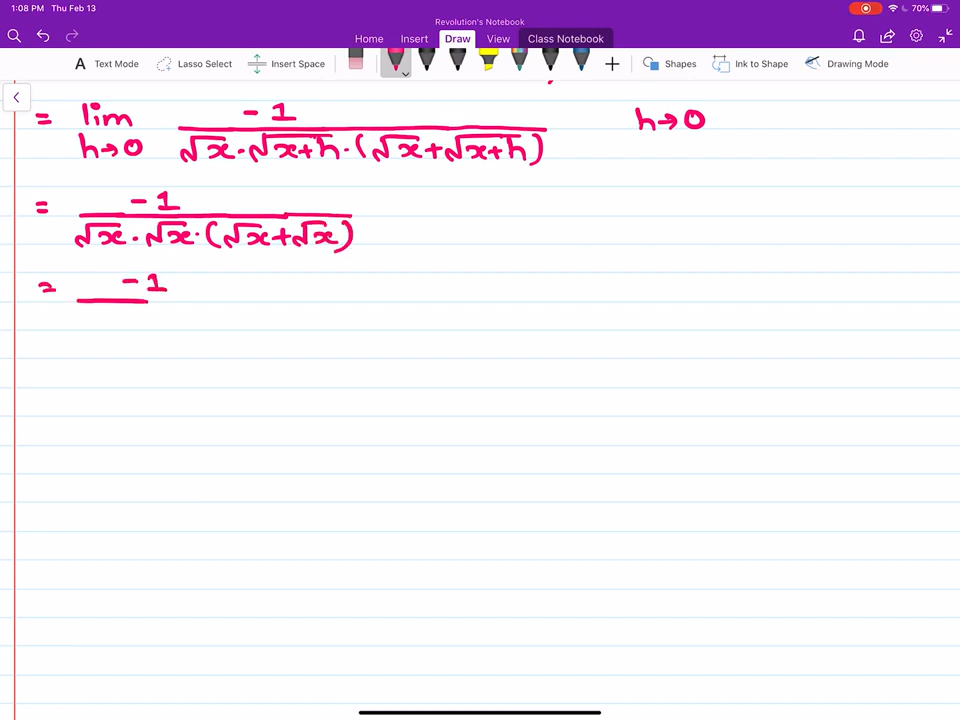 1:08 PM Thu Feb 13
70%
Revolution's Notebook
Home Insert Draw View Class Notebook
Text Mode Lasso Select Insert Space Shapes Ink to Shape Drawing Mode
= lim -1 h→0
h→0 √x·√x+h·(√x+√x+h)
= -1
√x·√x·(√x+√x)
= -1